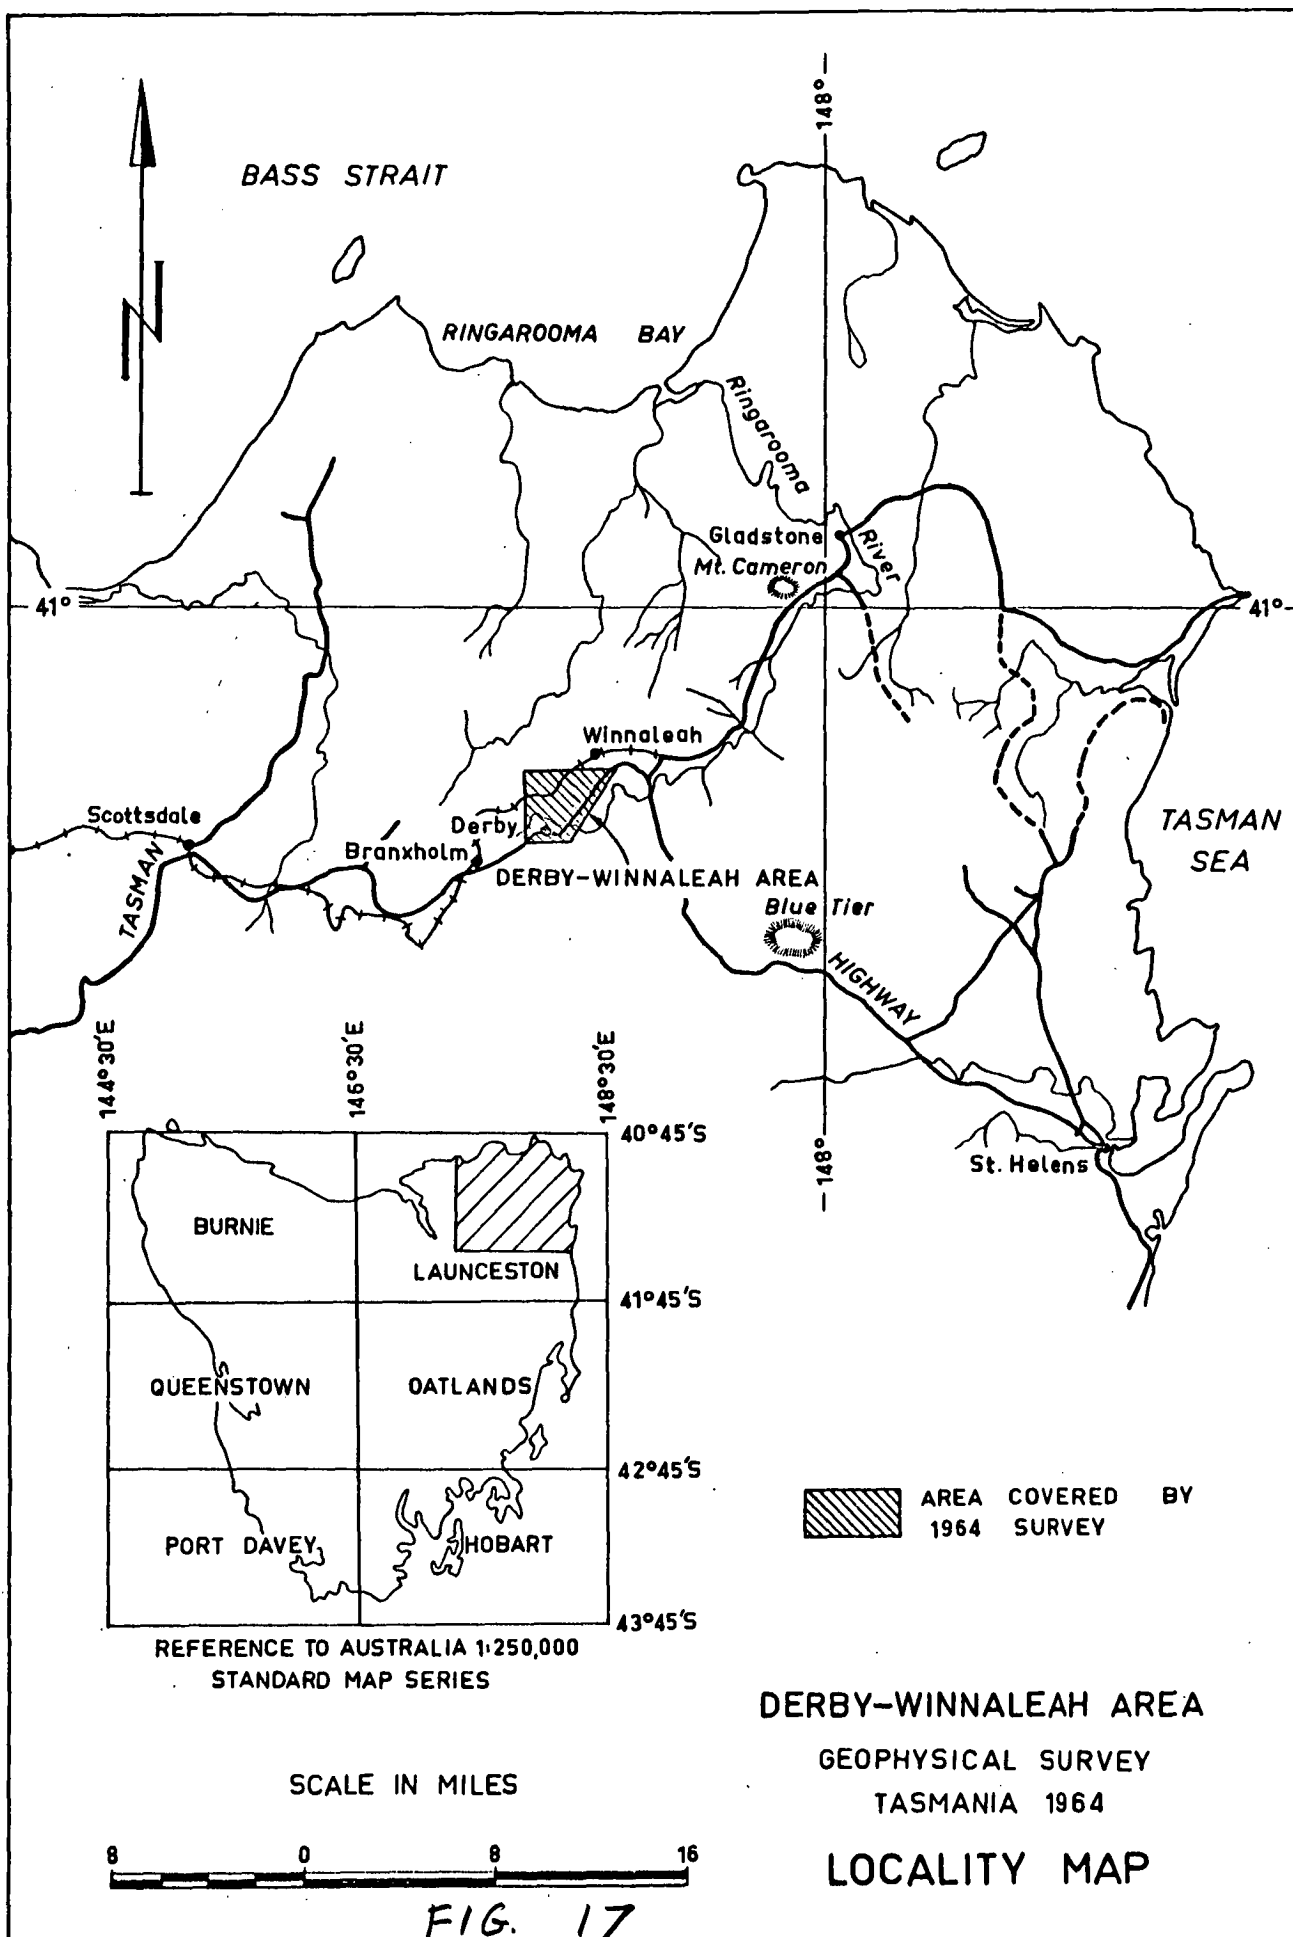 148°
BASS STRAIT
N
RINGAROOMA BAY
Ringarooma
River
Gladstone
Mt. Cameron
41°
41°
Winnaleah
Scottsdale
Derby
Branxholm
TASMAN
SEA
TASMAN
DERBY-WINNALEAH AREA
Blue Tier
HIGHWAY
144°30'E
146°30'E
148°30'E
40°45'S
148°
St. Helens
BURNIE
LAUNCESTON
41°45'S
QUEENSTOWN
OATLANDS
42°45'S
PORT DAVEY
HOBART
43°45'S
AREA COVERED BY
1964 SURVEY
REFERENCE TO AUSTRALIA 1:250,000
STANDARD MAP SERIES
DERBY-WINNALEAH AREA
GEOPHYSICAL SURVEY
TASMANIA 1964
LOCALITY MAP
SCALE IN MILES
8 0 8 16
FIG. 17